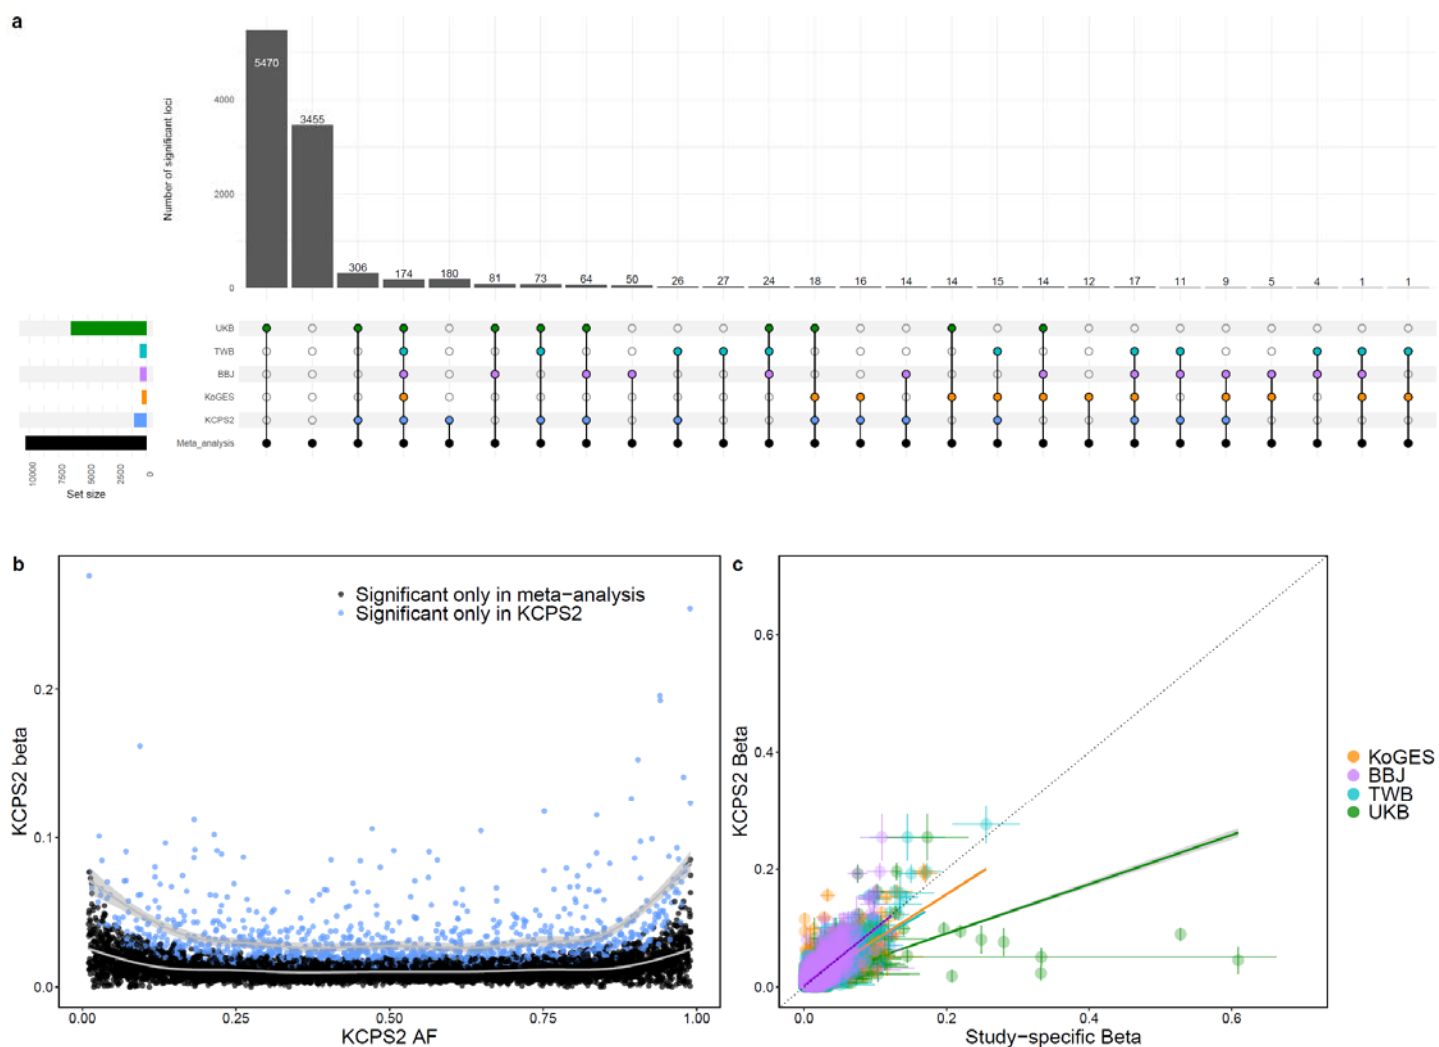 a
Number of significant loci
4000
2000
0
5470
3455
306
174
180
81
73
64
50
26
27
24
18
16
14
14
15
14
12
17
11
9
5
4
1
1
UKB
TWB
BBJ
KoGES
KCPS2
Meta_analysis
10000
7500
5000
2500
0
Set size
b
Significant only in meta-analysis
Significant only in KCPS2
KCPS2 beta
0.2
0.1
0.0
0.00
0.25
0.50
0.75
1.00
KCPS2 AF
c
KCPS2 Beta
0.6
0.4
0.2
0.0
0.0
0.2
0.4
0.6
Study-specific Beta
KoGES
BBJ
TWB
UKB